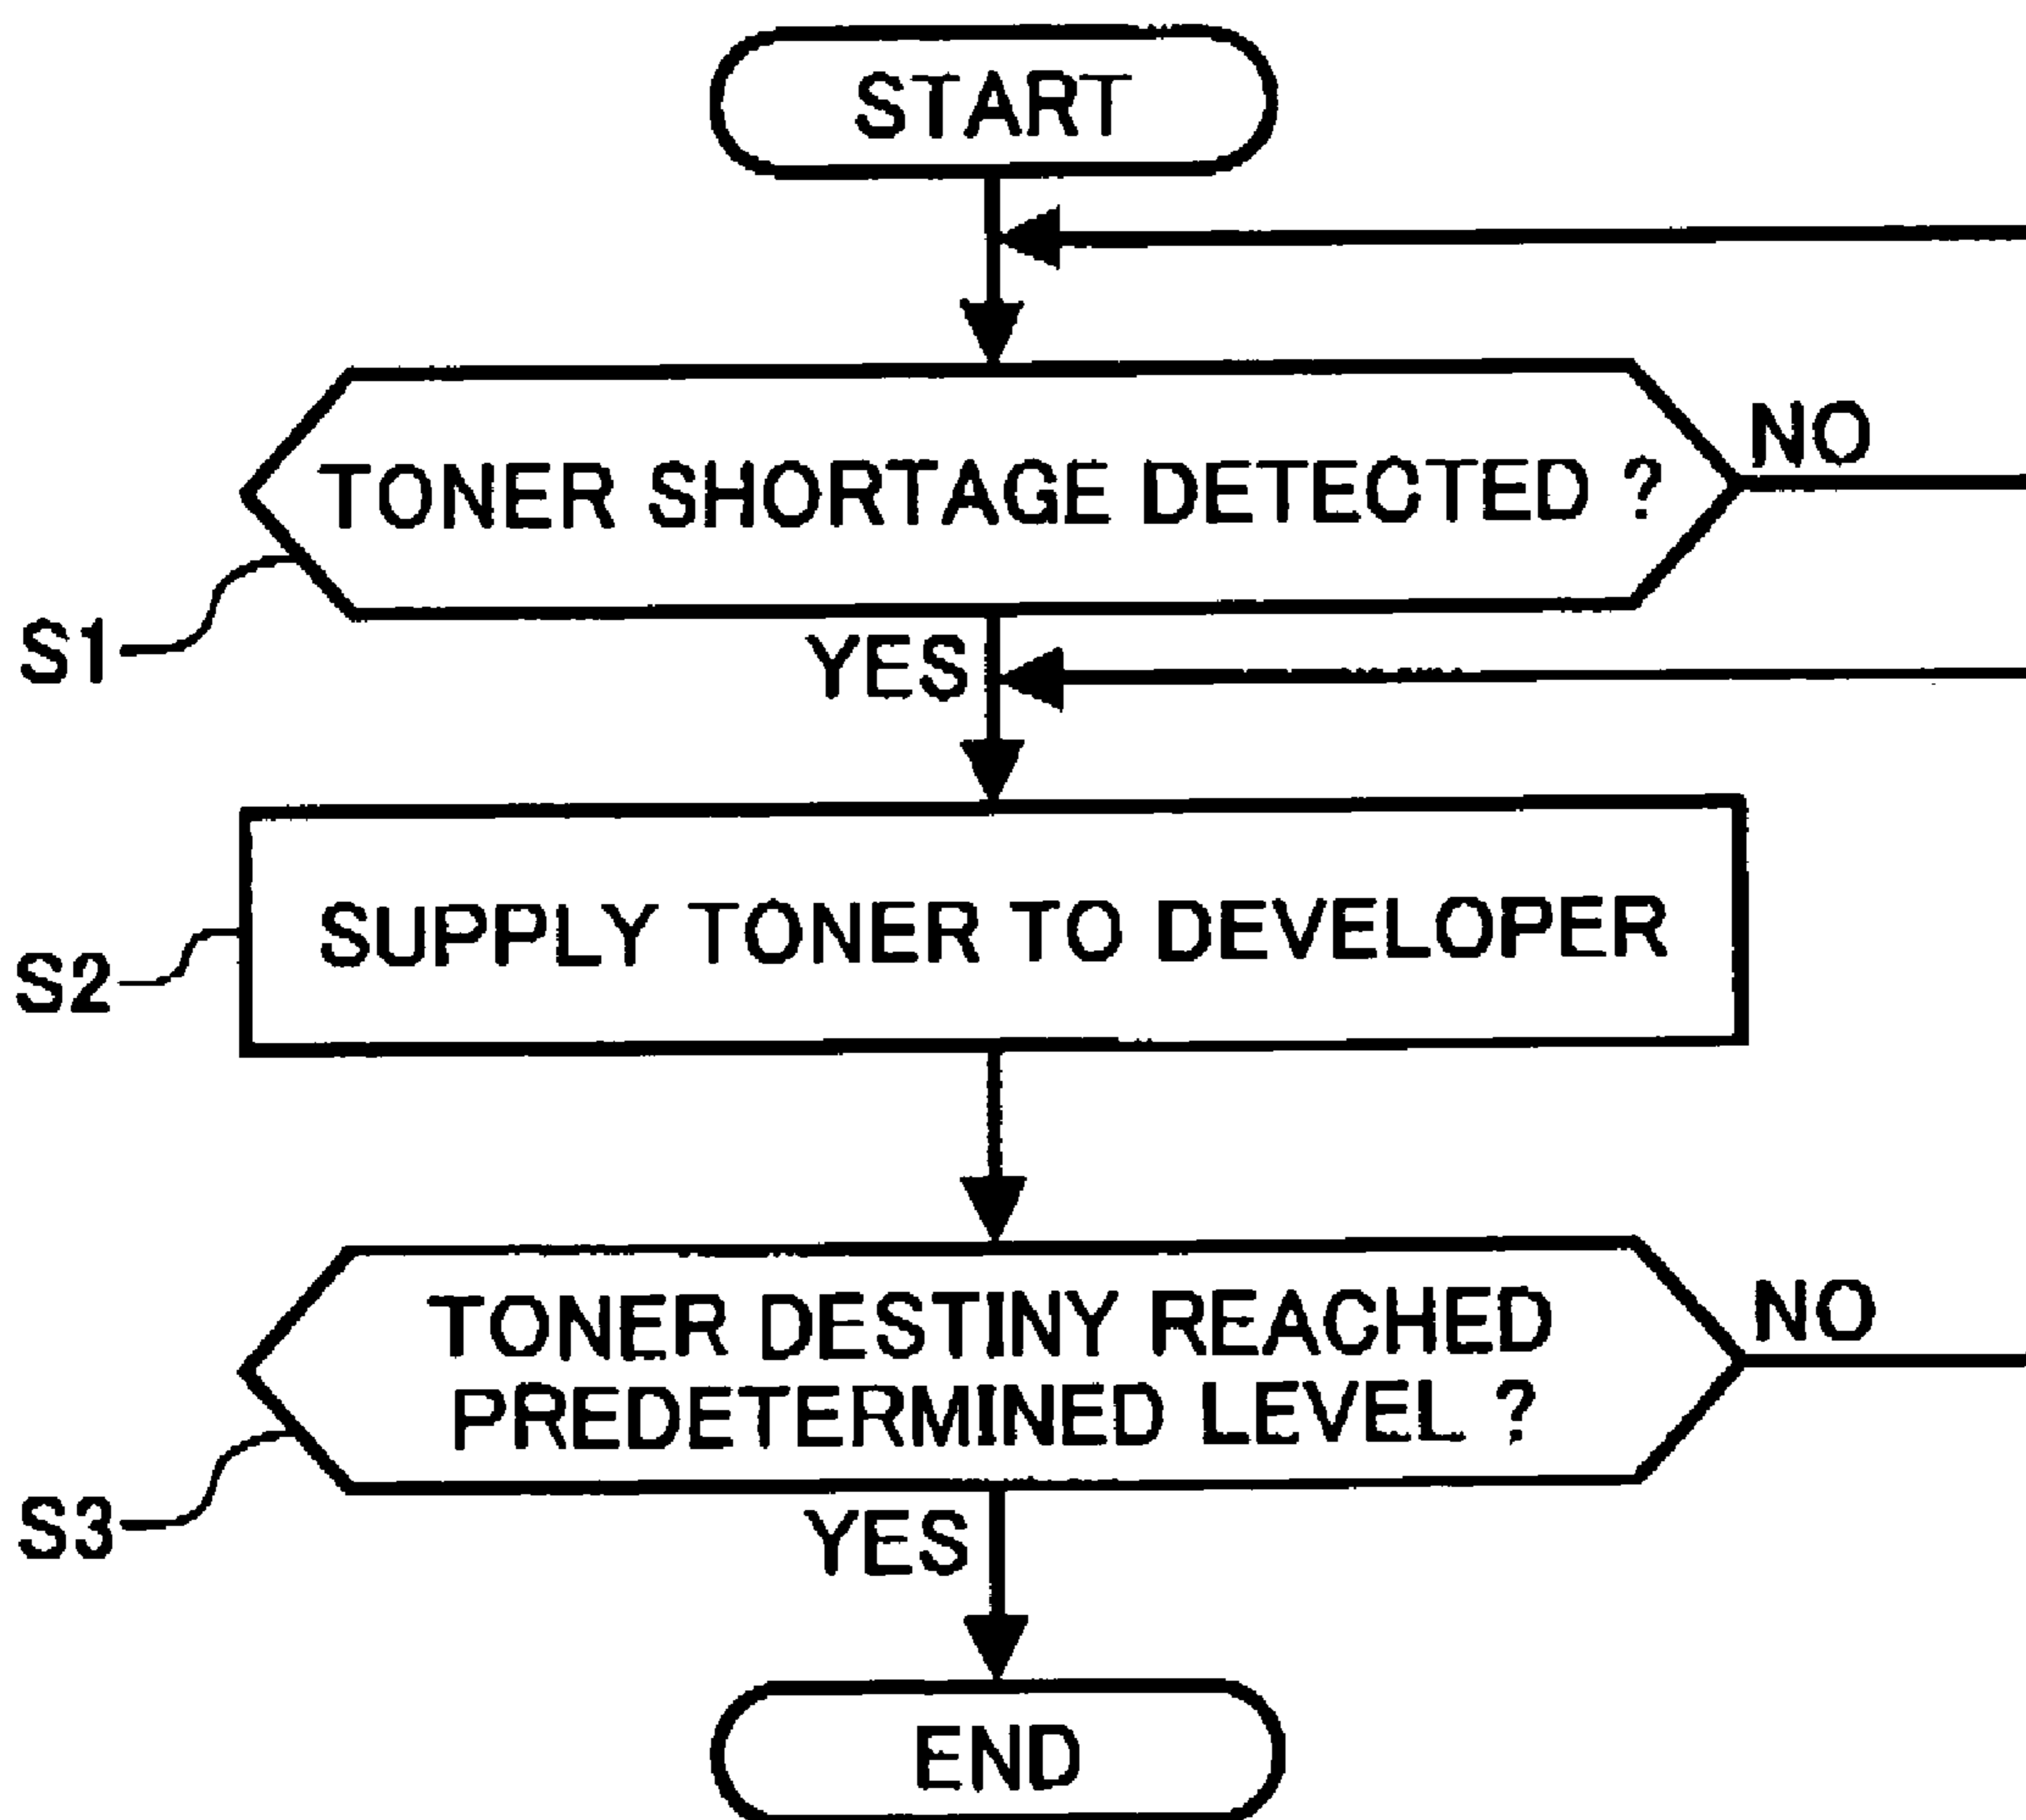 START
TONER SHORTAGE DETECTED ?
NO
S1
YES
SUPPLY TONER TO DEVELOPER
S2
TONER DESTINY REACHED
PREDETERMINED LEVEL ?
NO
S3
YES
END